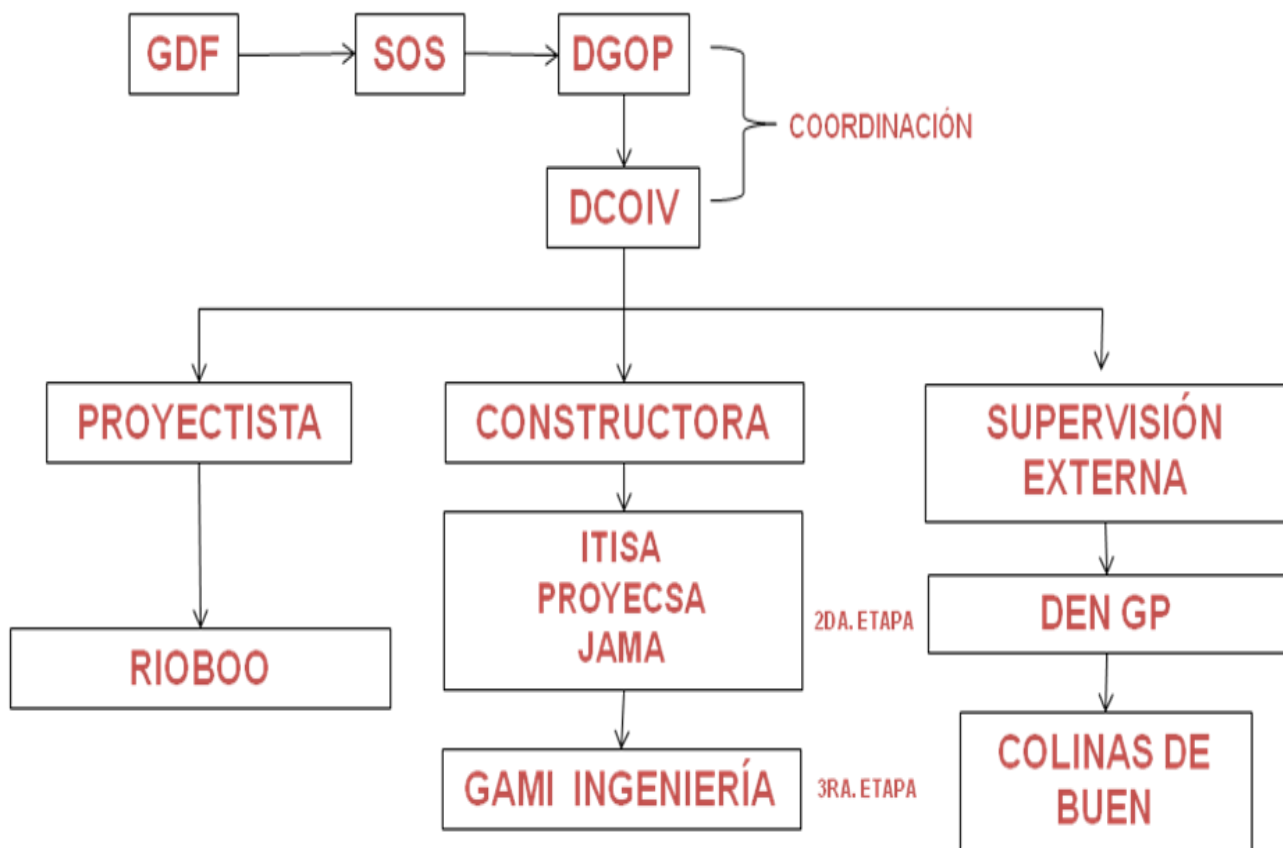 GDF
SOS
DGOP
COORDINACIÓN
DCOIV
PROYECTISTA
CONSTRUCTORA
SUPERVISIÓN
EXTERNA
ITISA
PROYECSA
JAMA
2DA. ETAPA
DEN GP
RIOBOO
GAMI INGENIERÍA
3RA. ETAPA
COLINAS DE
BUEN